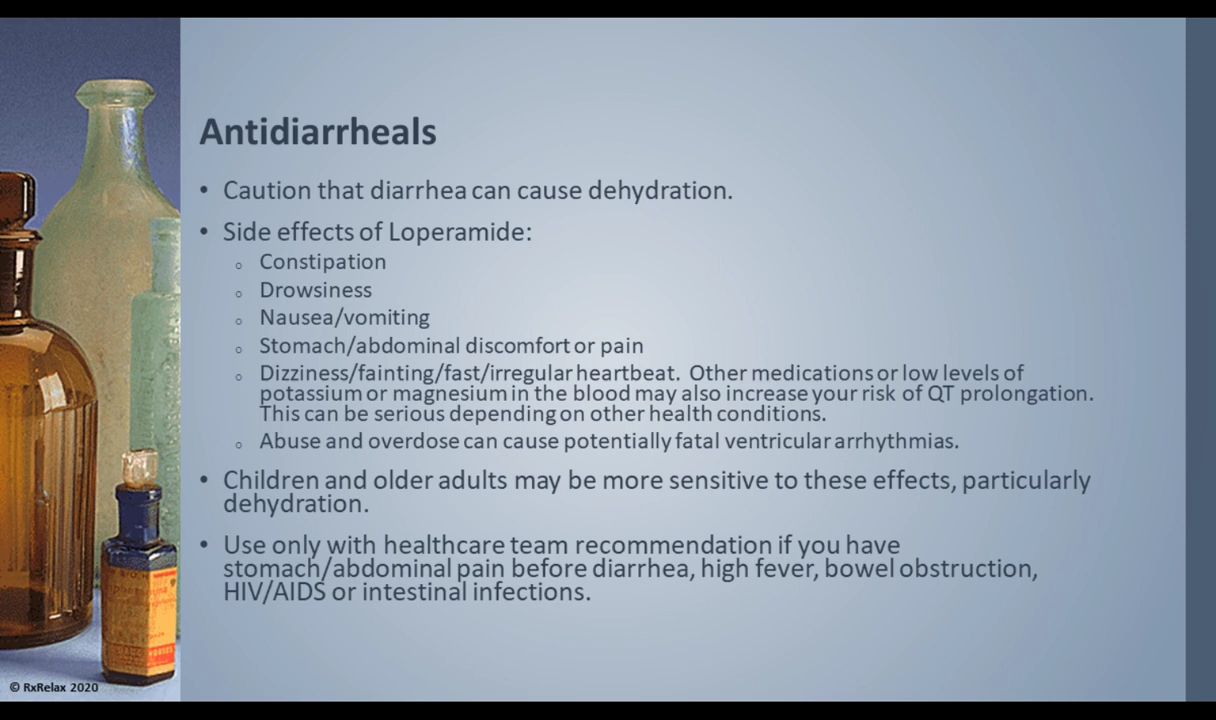 Antidiarrheals
• Caution that diarrhea can cause dehydration.
• Side effects of Loperamide:
o Constipation
o Drowsiness
o Nausea/vomiting
o Stomach/abdominal discomfort or pain
o Dizziness/fainting/fast/irregular heartbeat. Other medications or low levels of
potassium or magnesium in the blood may also increase your risk of QT prolongation.
This can be serious depending on other health conditions.
o Abuse and overdose can cause potentially fatal ventricular arrhythmias.
• Children and older adults may be more sensitive to these effects, particularly
dehydration.
• Use only with healthcare team recommendation if you have
stomach/abdominal pain before diarrhea, high fever, bowel obstruction,
HIV/AIDS or intestinal infections.
© RxRelax 2020